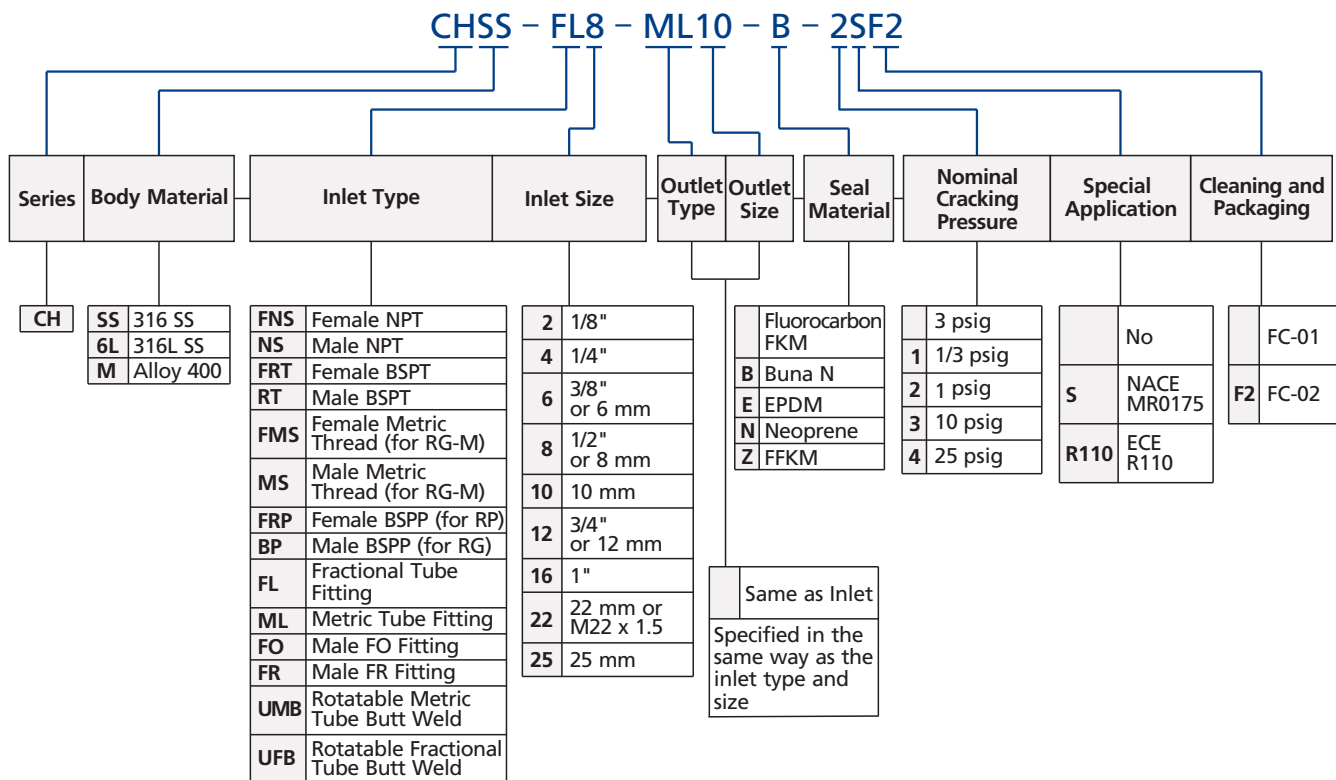 CHSS – FL8 – ML10 – B – 2SF2
Series
Body Material
Inlet Type
Inlet Size
Outlet
Type
Outlet
Size
Seal
Material
Nominal
Cracking
Pressure
Special
Application
Cleaning and
Packaging
CH
SS 316 SS
6L 316L SS
M Alloy 400
FNS Female NPT
NS Male NPT
FRT Female BSPT
RT Male BSPT
FMS Female Metric
Thread (for RG-M)
MS Male Metric
Thread (for RG-M)
FRP Female BSPP (for RP)
BP Male BSPP (for RG)
FL Fractional Tube
Fitting
ML Metric Tube Fitting
FO Male FO Fitting
FR Male FR Fitting
UMB Rotatable Metric
Tube Butt Weld
UFB Rotatable Fractional
Tube Butt Weld
2 1/8"
4 1/4"
6 3/8"
or 6 mm
8 1/2"
or 8 mm
10 10 mm
12 3/4"
or 12 mm
16 1"
22 22 mm or
M22 x 1.5
25 25 mm
Same as Inlet
Specified in the
same way as the
inlet type and
size
Fluorocarbon
FKM
B Buna N
E EPDM
N Neoprene
Z FFKM
3 psig
1 1/3 psig
2 1 psig
3 10 psig
4 25 psig
No
S NACE
MR0175
R110 ECE
R110
FC-01
F2 FC-02